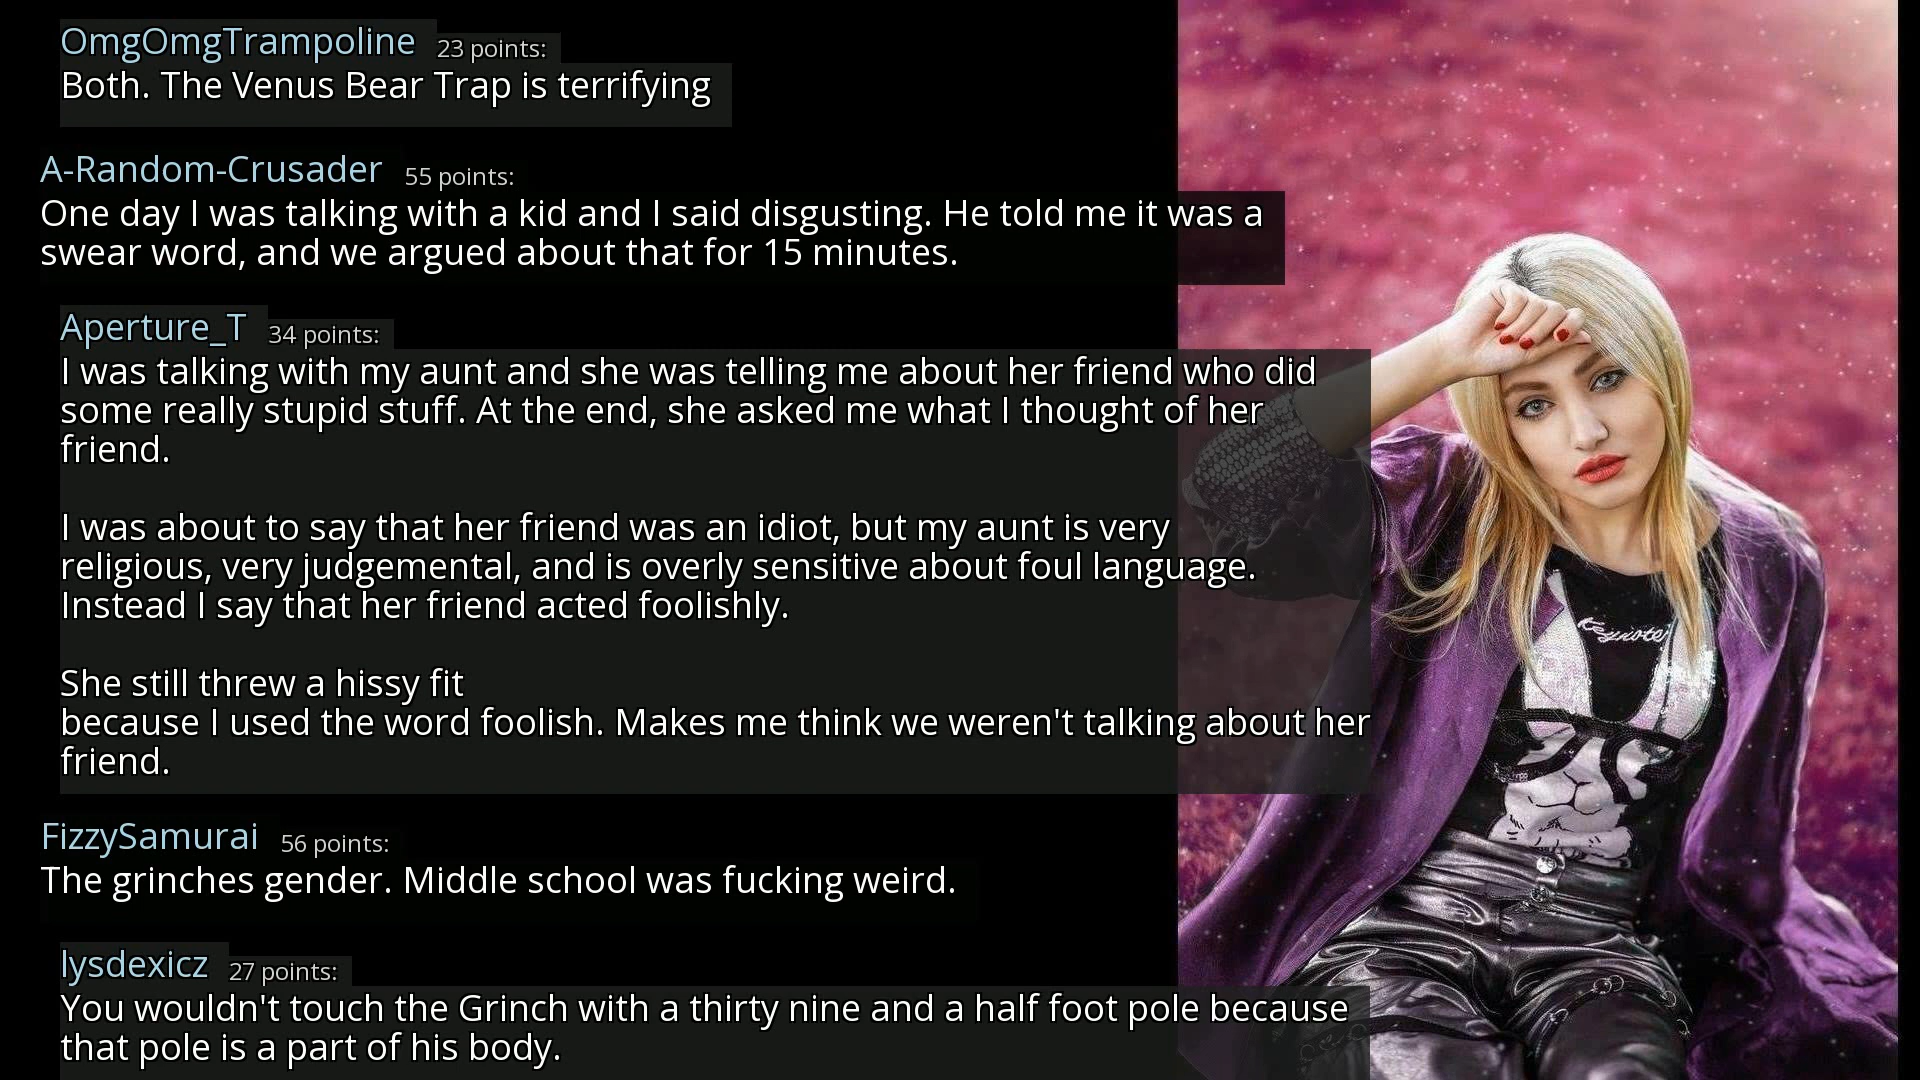 OmgOmgTrampoline 23 points:
Both. The Venus Bear Trap is terrifying
A-Random-Crusader 55 points:
One day I was talking with a kid and I said disgusting. He told me it was a
swear word, and we argued about that for 15 minutes.
Aperture_T 34 points:
I was talking with my aunt and she was telling me about her friend who did
some really stupid stuff. At the end, she asked me what I thought of her
friend.
I was about to say that her friend was an idiot, but my aunt is very
religious, very judgemental, and is overly sensitive about foul language.
Instead I say that her friend acted foolishly.
She still threw a hissy fit
because I used the word foolish. Makes me think we weren't talking about her
friend.
FizzySamurai 56 points:
The grinches gender. Middle school was fucking weird.
lysdexicz 27 points:
You wouldn't touch the Grinch with a thirty nine and a half foot pole because
that pole is a part of his body.